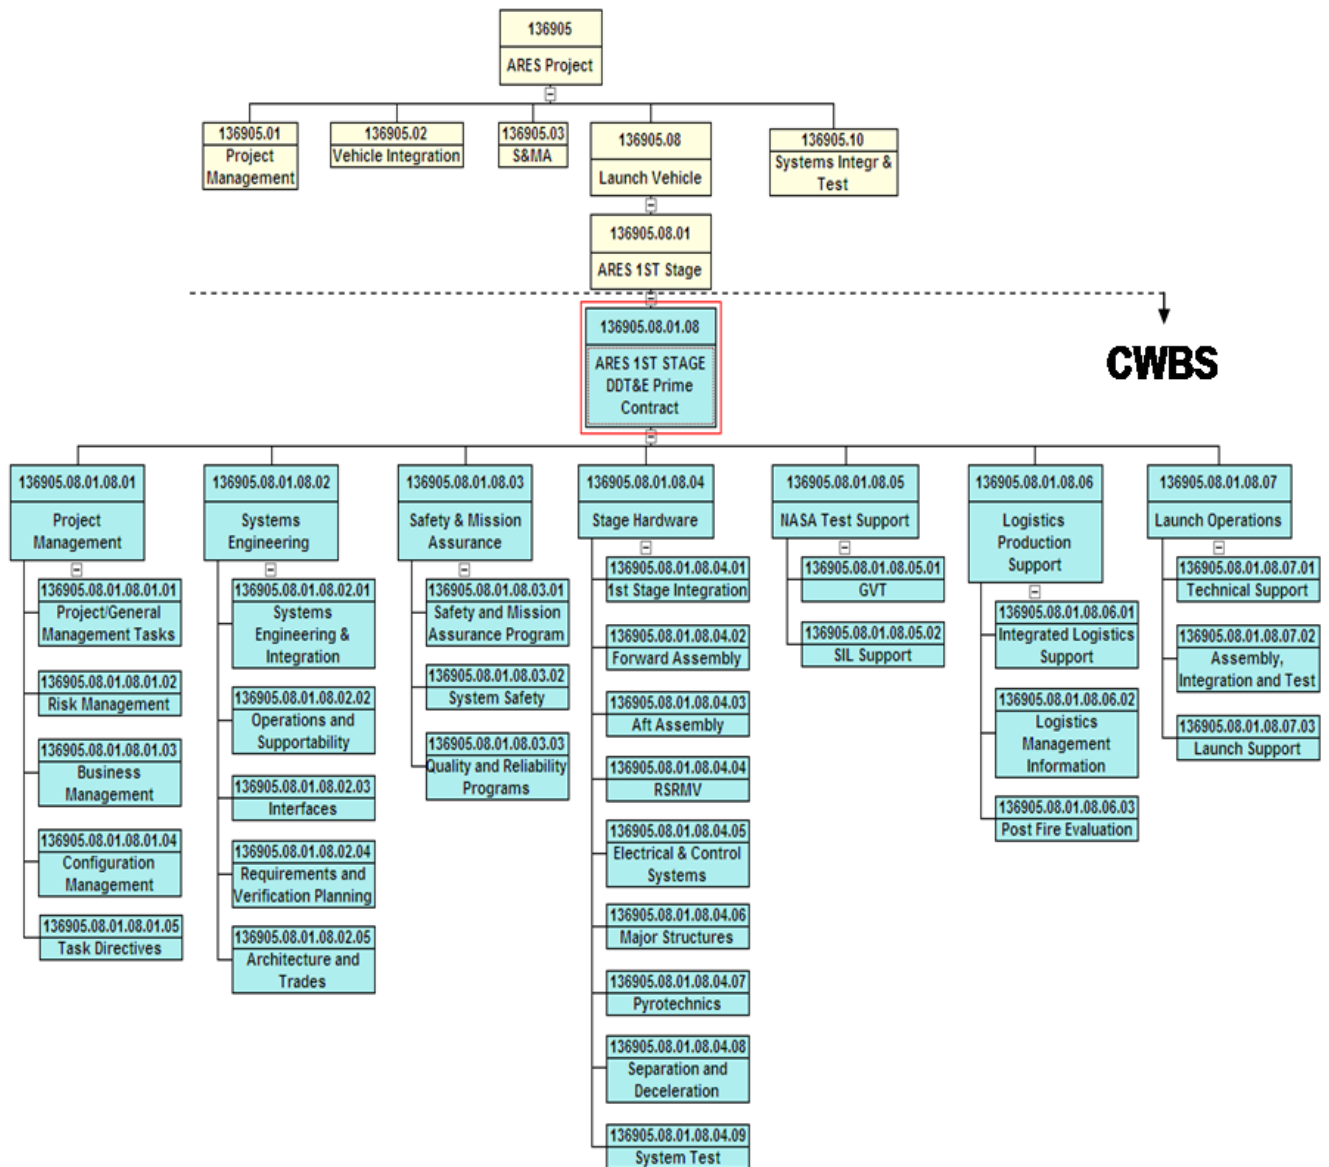 136905
ARES Project
136905.01
Project
Management
136905.02
Vehicle Integration
136905.03
S&MA
136905.08
Launch Vehicle
136905.10
Systems Integr &
Test
136905.08.01
ARES 1ST Stage
CWBS
136905.08.01.08
ARES 1ST STAGE
DDT&E Prime
Contract
136905.08.01.08.01
Project
Management
136905.08.01.08.01.01
Project/General
Management Tasks
136905.08.01.08.01.02
Risk Management
136905.08.01.08.01.03
Business
Management
136905.08.01.08.01.04
Configuration
Management
136905.08.01.08.01.05
Task Directives
136905.08.01.08.02
Systems
Engineering
136905.08.01.08.02.01
Systems
Engineering &
Integration
136905.08.01.08.02.02
Operations and
Supportability
136905.08.01.08.02.03
Interfaces
136905.08.01.08.02.04
Requirements and
Verification Planning
136905.08.01.08.02.05
Architecture and
Trades
136905.08.01.08.03
Safety & Mission
Assurance
136905.08.01.08.03.01
Safety and Mission
Assurance Program
136905.08.01.08.03.02
System Safety
136905.08.01.08.03.03
Quality and Reliability
Programs
136905.08.01.08.04
Stage Hardware
136905.08.01.08.04.01
1st Stage Integration
136905.08.01.08.04.02
Forward Assembly
136905.08.01.08.04.03
Aft Assembly
136905.08.01.08.04.04
RSRMV
136905.08.01.08.04.05
Electrical & Control
Systems
136905.08.01.08.04.06
Major Structures
136905.08.01.08.04.07
Pyrotechnics
136905.08.01.08.04.08
Separation and
Deceleration
136905.08.01.08.04.09
System Test
136905.08.01.08.05
NASA Test Support
136905.08.01.08.05.01
GVT
136905.08.01.08.05.02
SIL Support
136905.08.01.08.06
Logistics
Production
Support
136905.08.01.08.06.01
Integrated Logistics
Support
136905.08.01.08.06.02
Logistics
Management
Information
136905.08.01.08.06.03
Post Fire Evaluation
136905.08.01.08.07
Launch Operations
136905.08.01.08.07.01
Technical Support
136905.08.01.08.07.02
Assembly,
Integration and Test
136905.08.01.08.07.03
Launch Support